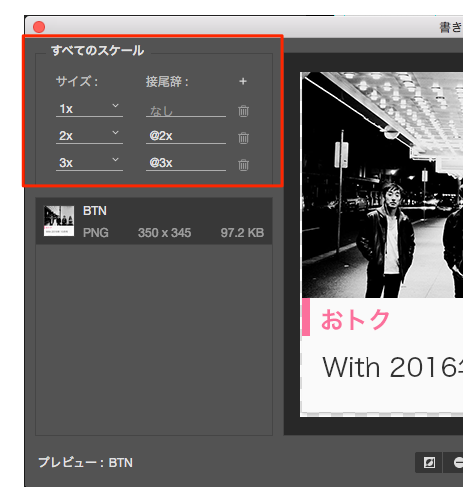 書き
すべてのスケール
サイズ : 接尾辞 : +
1x なし
2x @2x
3x @3x
BTN
PNG 350 x 345 97.2 KB
おトク
With 2016
プレビュー : BTN